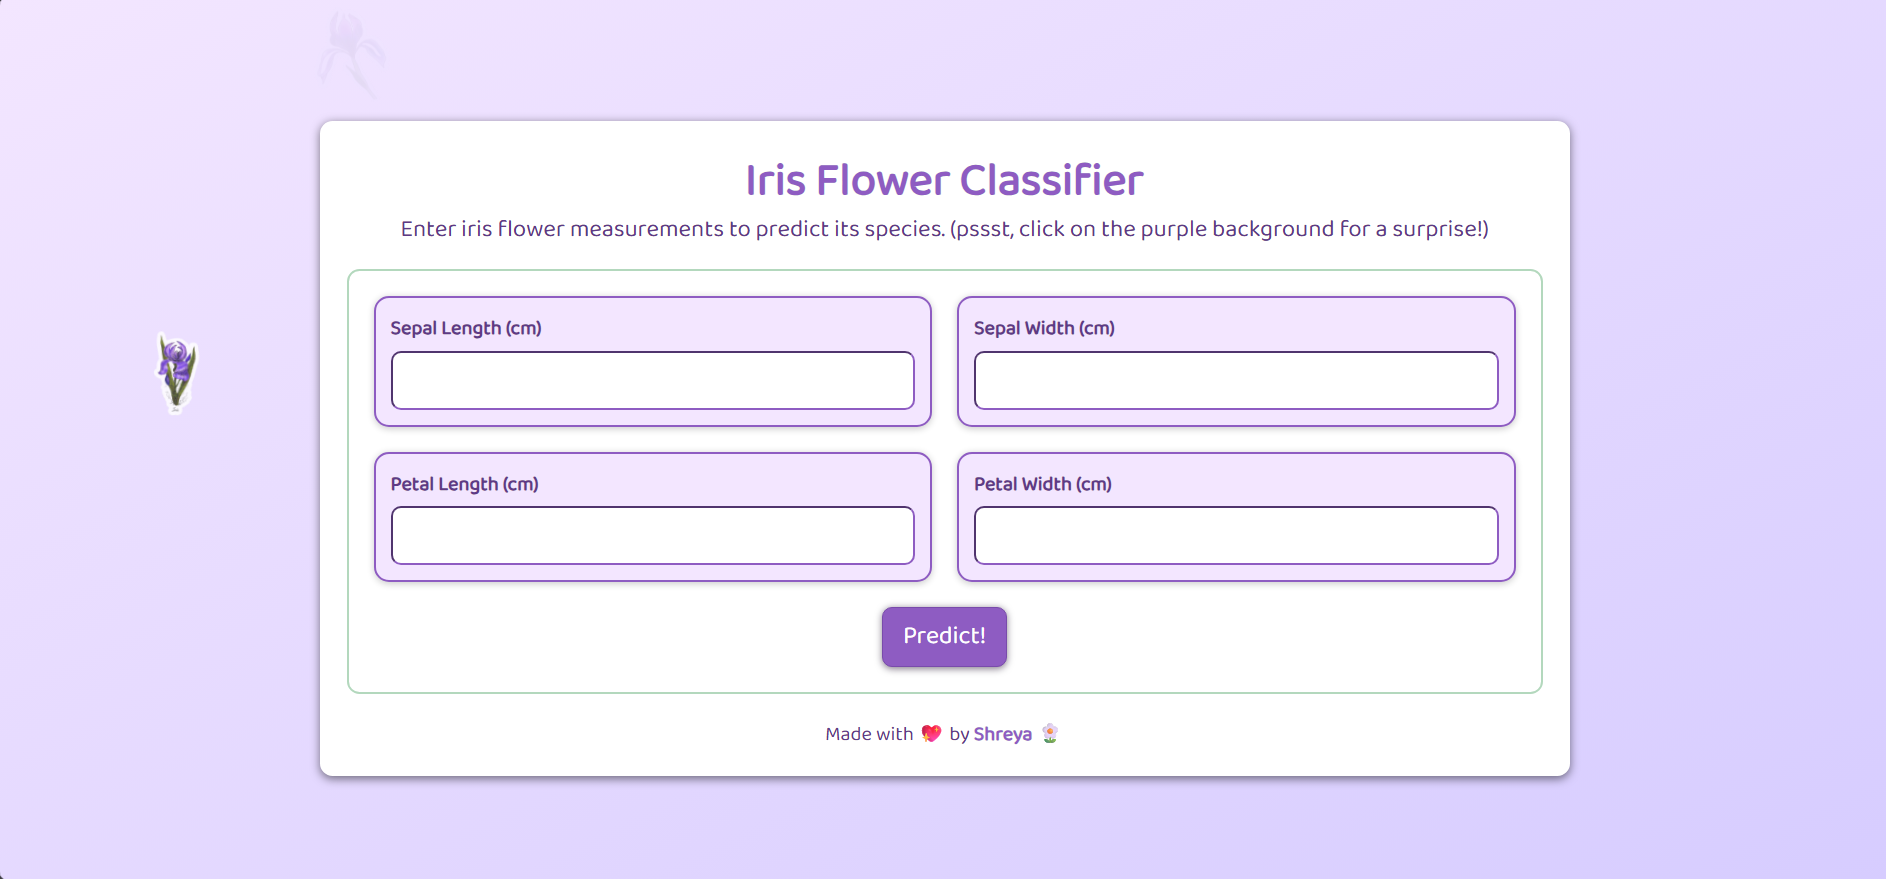 Iris Flower Classifier
Enter iris flower measurements to predict its species. (pssst, click on the purple background for a surprise!)
Sepal Length (cm)
Sepal Width (cm)
Petal Length (cm)
Petal Width (cm)
Predict!
Made with 💖 by Shreya 🌼